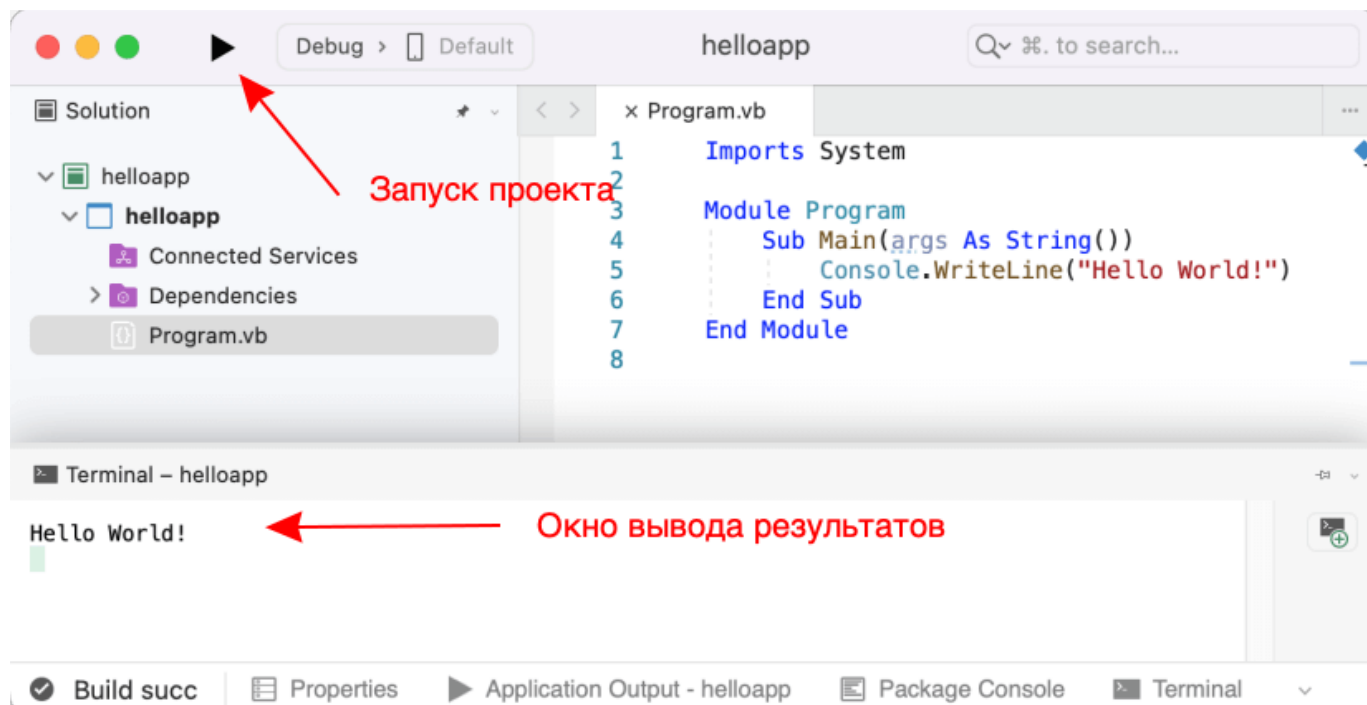 Debug > Default
helloapp
⌘. to search...
Solution
× Program.vb
helloapp
helloapp
Connected Services
Dependencies
Program.vb
Запуск проекта
1 Imports System
2
3 Module Program
4 Sub Main(args As String())
5 Console.WriteLine("Hello World!")
6 End Sub
7 End Module
8
Terminal – helloapp
Hello World!
Окно вывода результатов
Build succ
Properties
Application Output - helloapp
Package Console
Terminal